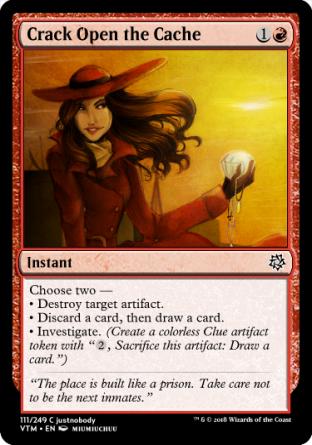 Crack Open the Cache 1
Instant
Choose two —
• Destroy target artifact.
• Discard a card, then draw a card.
• Investigate. (Create a colorless Clue artifact
token with “2, Sacrifice this artifact: Draw a
card.”)
“The place is built like a prison. Take care not
to be the next inmates.”
111/249 C justnobody
VTM • EN MIUMIUCHUU
™ & © 2018 Wizards of the Coast